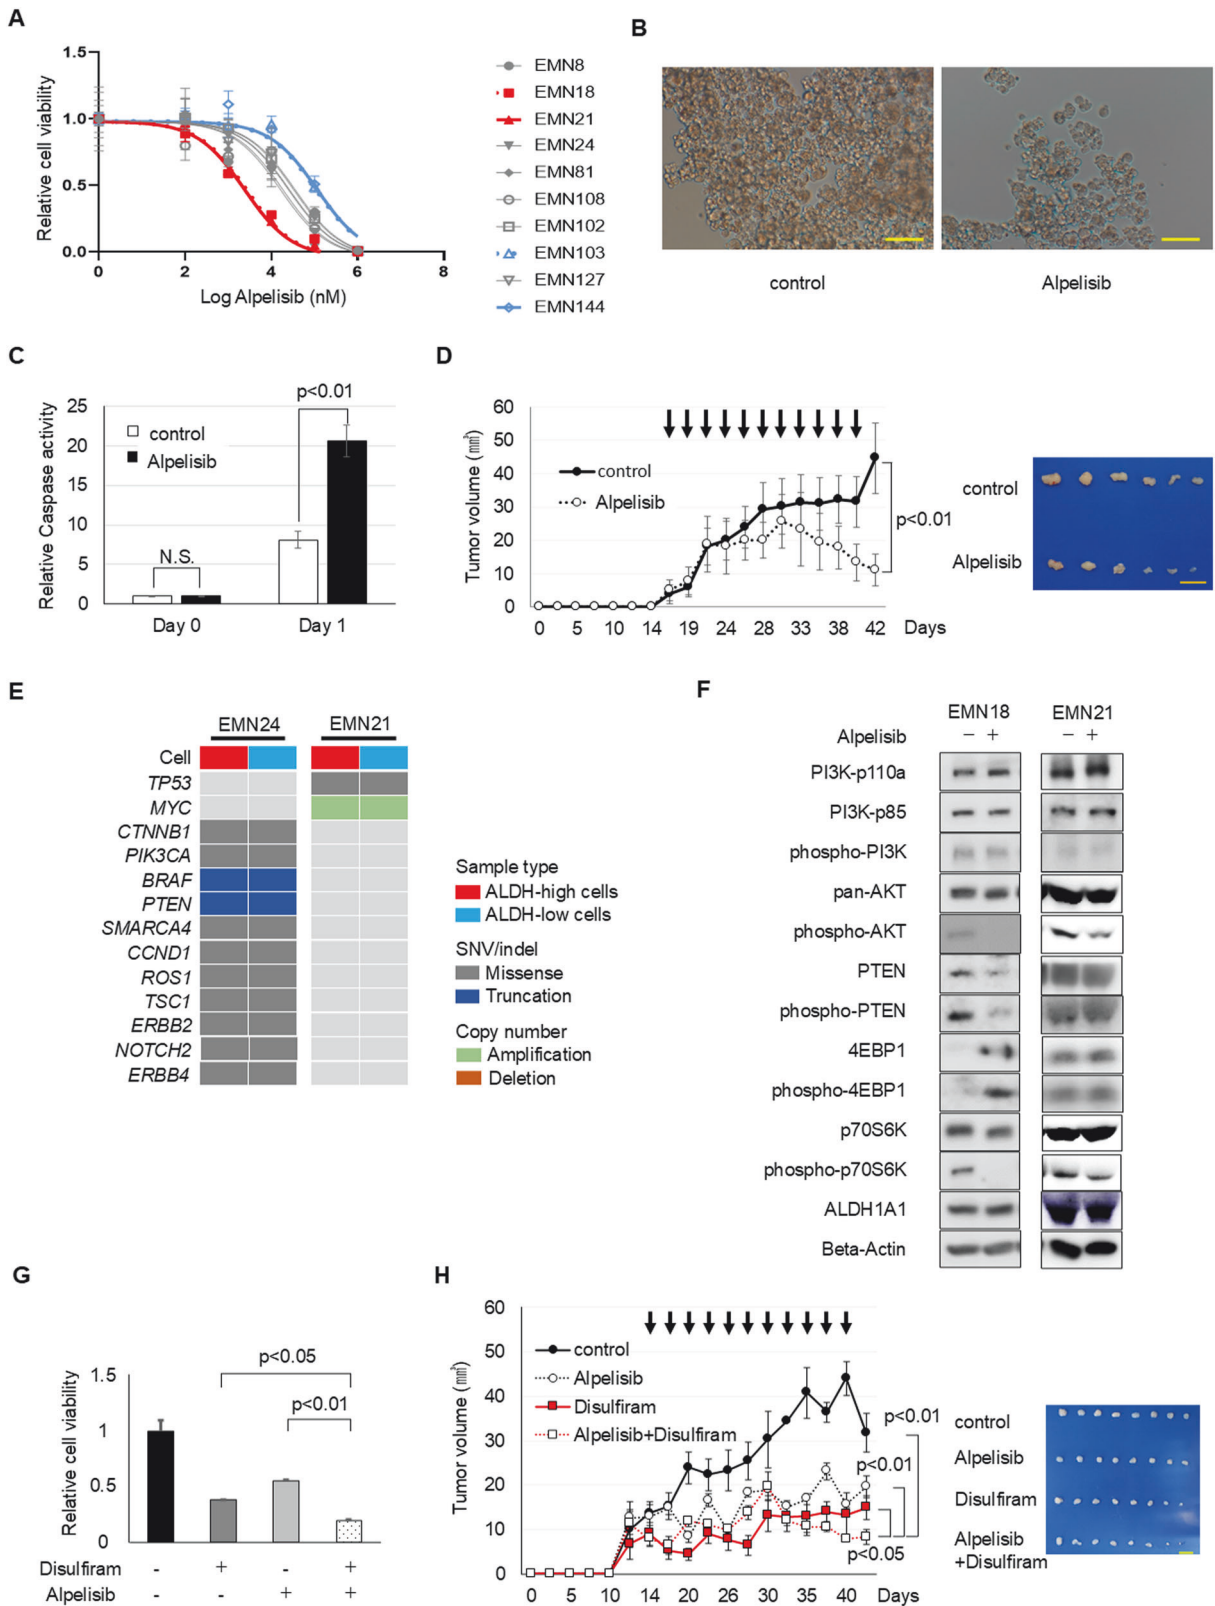 A
1.5
1.0
0.5
0.0
0
2
4
6
8
Relative cell viability
Log Alpelisib (nM)
EMN8
EMN18
EMN21
EMN24
EMN81
EMN108
EMN102
EMN103
EMN127
EMN144
B
control
Alpelisib
C
p<0.01
25
20
15
10
5
0
Relative Caspase activity
control
Alpelisib
N.S.
Day 0
Day 1
D
60
50
40
30
20
10
0
Tumor volume (㎣)
control
Alpelisib
p<0.01
0 5 10 14 19 24 28 33 38 42 Days
control
Alpelisib
E
EMN24 EMN21
Cell
TP53
MYC
CTNNB1
PIK3CA
BRAF
PTEN
SMARCA4
CCND1
ROS1
TSC1
ERBB2
NOTCH2
ERBB4
Sample type
ALDH-high cells
ALDH-low cells
SNV/indel
Missense
Truncation
Copy number
Amplification
Deletion
F
EMN18 EMN21
Alpelisib − + − +
PI3K-p110a
PI3K-p85
phospho-PI3K
pan-AKT
phospho-AKT
PTEN
phospho-PTEN
4EBP1
phospho-4EBP1
p70S6K
phospho-p70S6K
ALDH1A1
Beta-Actin
G
p<0.05
p<0.01
1.5
1
0.5
0
Relative cell viability
Disulfiram - + - +
Alpelisib - - + +
H
60
50
40
30
20
10
0
Tumor volume (㎣)
control
Alpelisib
Disulfiram
Alpelisib+Disulfiram
p<0.01
p<0.01
p<0.05
0 5 10 14 20 26 30 35 40 Days
control
Alpelisib
Disulfiram
Alpelisib
+Disulfiram